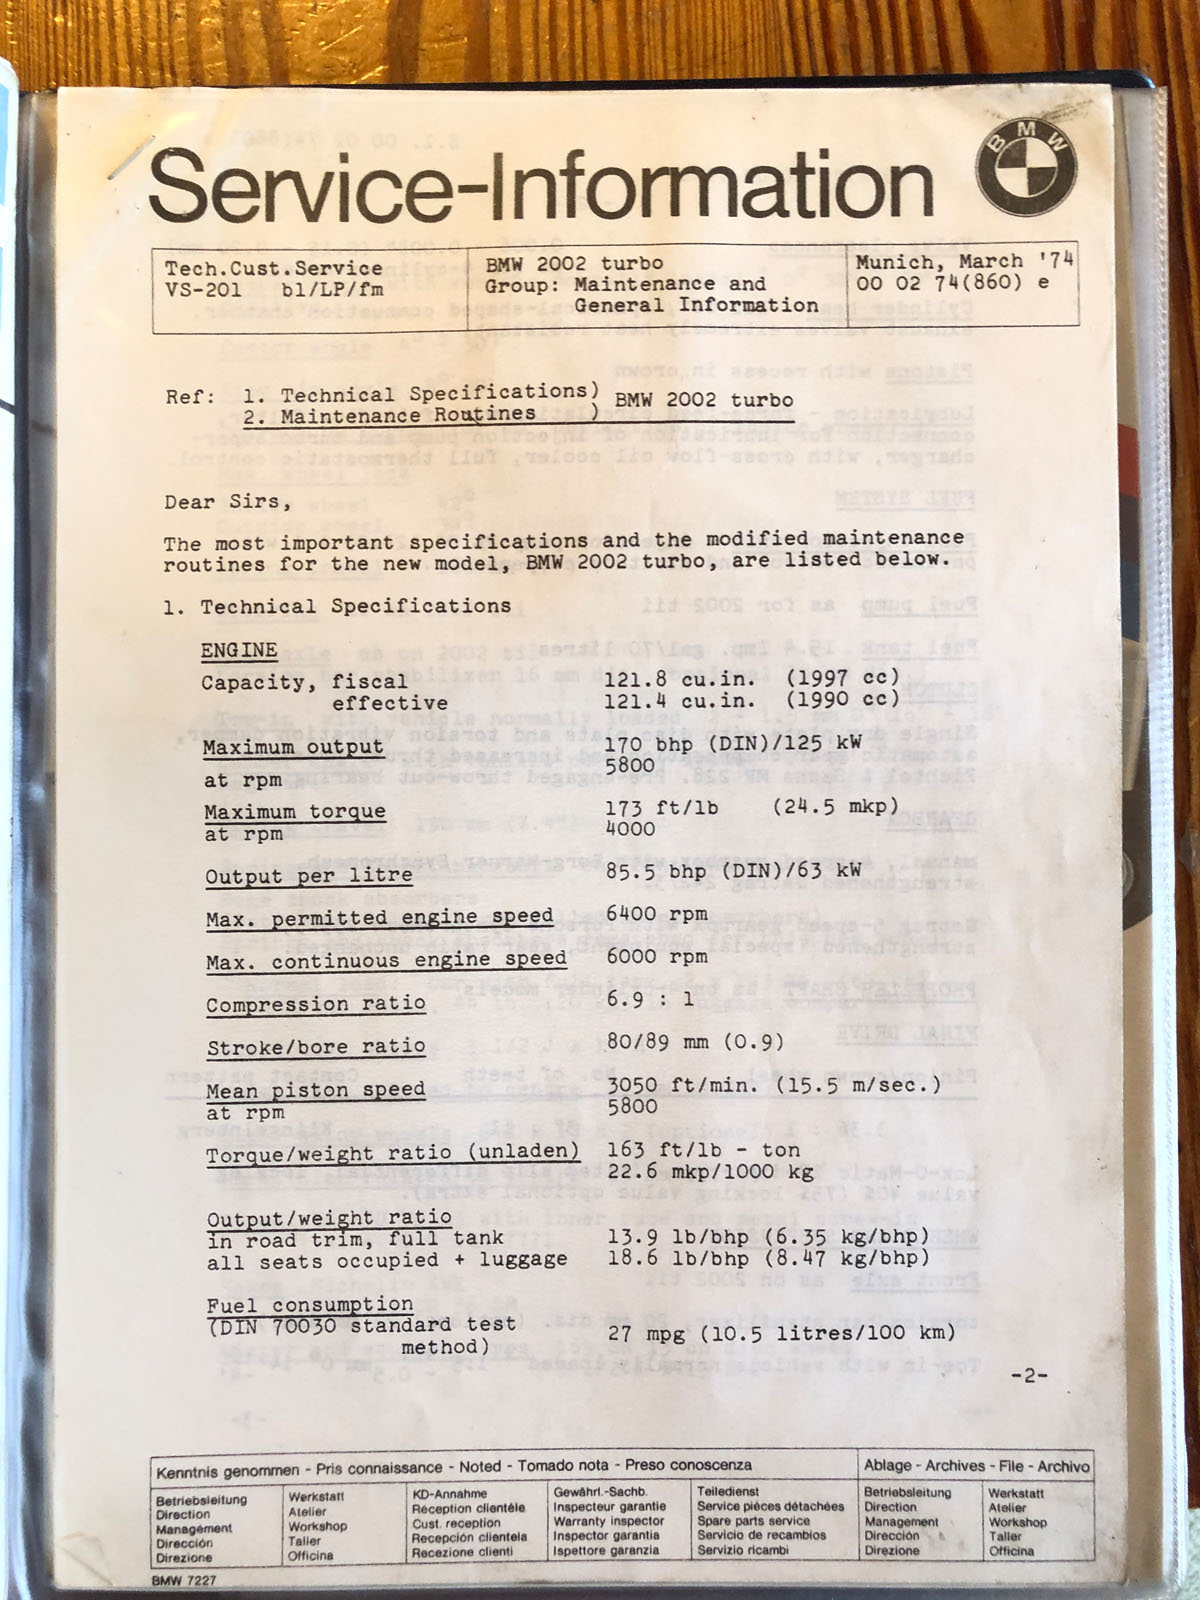 Service-Information
BMW
Tech.Cust.Service
VS-201 bl/LP/fm
BMW 2002 turbo
Group: Maintenance and
General Information
Munich, March '74
00 02 74(860) e
Ref: 1. Technical Specifications)
2. Maintenance Routines ) BMW 2002 turbo
Dear Sirs,
The most important specifications and the modified maintenance
routines for the new model, BMW 2002 turbo, are listed below.
1. Technical Specifications
ENGINE
Capacity, fiscal 121.8 cu.in. (1997 cc)
effective 121.4 cu.in. (1990 cc)
Maximum output 170 bhp (DIN)/125 kW
at rpm 5800
Maximum torque 173 ft/lb (24.5 mkp)
at rpm 4000
Output per litre 85.5 bhp (DIN)/63 kW
Max. permitted engine speed 6400 rpm
Max. continuous engine speed 6000 rpm
Compression ratio 6.9 : 1
Stroke/bore ratio 80/89 mm (0.9)
Mean piston speed 3050 ft/min. (15.5 m/sec.)
at rpm 5800
Torque/weight ratio (unladen) 163 ft/lb - ton
22.6 mkp/1000 kg
Output/weight ratio
in road trim, full tank 13.9 lb/bhp (6.35 kg/bhp)
all seats occupied + luggage 18.6 lb/bhp (8.47 kg/bhp)
Fuel consumption
(DIN 70030 standard test
method) 27 mpg (10.5 litres/100 km)
-2-
Kenntnis genommen - Pris connaissance - Noted - Tomado nota - Preso conoscenza
Ablage - Archives - File - Archivo
Betriebsleitung
Direction
Management
Dirección
Direzione
Werkstatt
Atelier
Workshop
Taller
Officina
KD-Annahme
Réception clientèle
Cust. reception
Recepción clientela
Recezione clienti
Gewährl.-Sachb.
Inspecteur garantie
Warranty inspector
Inspector garantia
Ispettore garanzia
Teiledienst
Service pièces détachées
Spare parts service
Servicio de recambios
Servizio ricambi
Betriebsleitung
Direction
Management
Dirección
Direzione
Werkstatt
Atelier
Workshop
Taller
Officina
BMW 7227